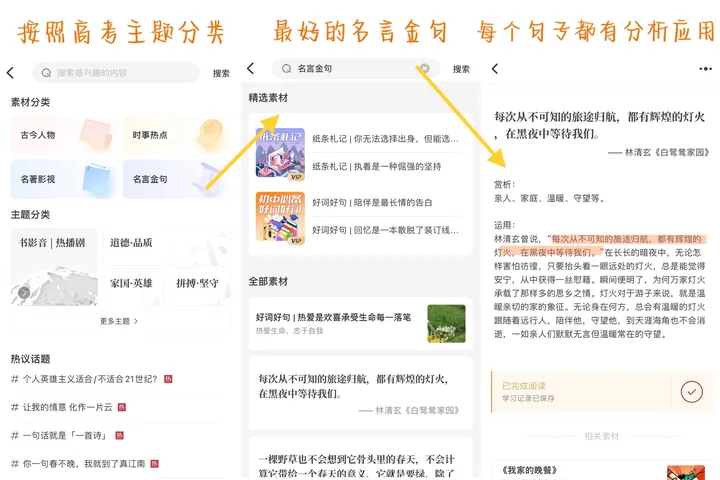 按照高考主题分类
搜索感兴趣的内容
搜索
素材分类
古今人物
时事热点
名著影视
名言金句
主题分类
书影音 | 热播剧
道德·品质
家国·英雄
拼搏·坚守
更多主题 >
热议话题
# 个人英雄主义适合/不适合21世纪? 热
# 让我的情意 化作一片云 热
# 一句话就是「一首诗」 热
# 你一句春不晚，我就到了真江南 热
最好的名言金句
名言金句
搜索
精选素材
纸条札记
VIP
纸条札记 | 你无法选择出身，但能选…
纸条札记 | 执着是一种倔强的坚持
初中必备
好词好句
VIP
好词好句 | 陪伴是最长情的告白
好词好句 | 回忆是一本散脱了装订线…
全部素材
好词好句 | 热爱是欢喜承受生命每一落笔
热爱生命，忠于自我
每次从不可知的旅途归航，都有辉煌的灯火，
在黑夜中等待我们。
—— 林清玄《白鹭鸶家园》
一棵野草也不会想到它骨头里的春天，不会计
算它带给一个春天的意义，它就是要绿，除了
每个句子都有分析应用
每次从不可知的旅途归航，都有辉煌的灯火
，在黑夜中等待我们。
—— 林清玄《白鹭鸶家园》
赏析：
亲人、家庭、温暖、守望等。
运用：
林清玄曾说，“每次从不可知的旅途归航，都有辉煌的
灯火，在黑夜中等待我们。”在长长的暗夜中，无论怎
样害怕彷徨，只要抬头看一眼远处的灯火，总是能觉得
安宁，从中获得一丝慰藉。瞬间便明了，为何万家灯火
承载了那样多的思乡之情。灯火对于游子来说，就是温
暖亲切的家的象征。无论身在何方，总会有温暖的灯火
跟随着远行人，陪伴他，守望他，到天涯海角也不会消
逝，一如亲人们默默无言但温暖常在的守望。
已完成阅读
学习记录已保存
相关素材
《我家的晚餐》